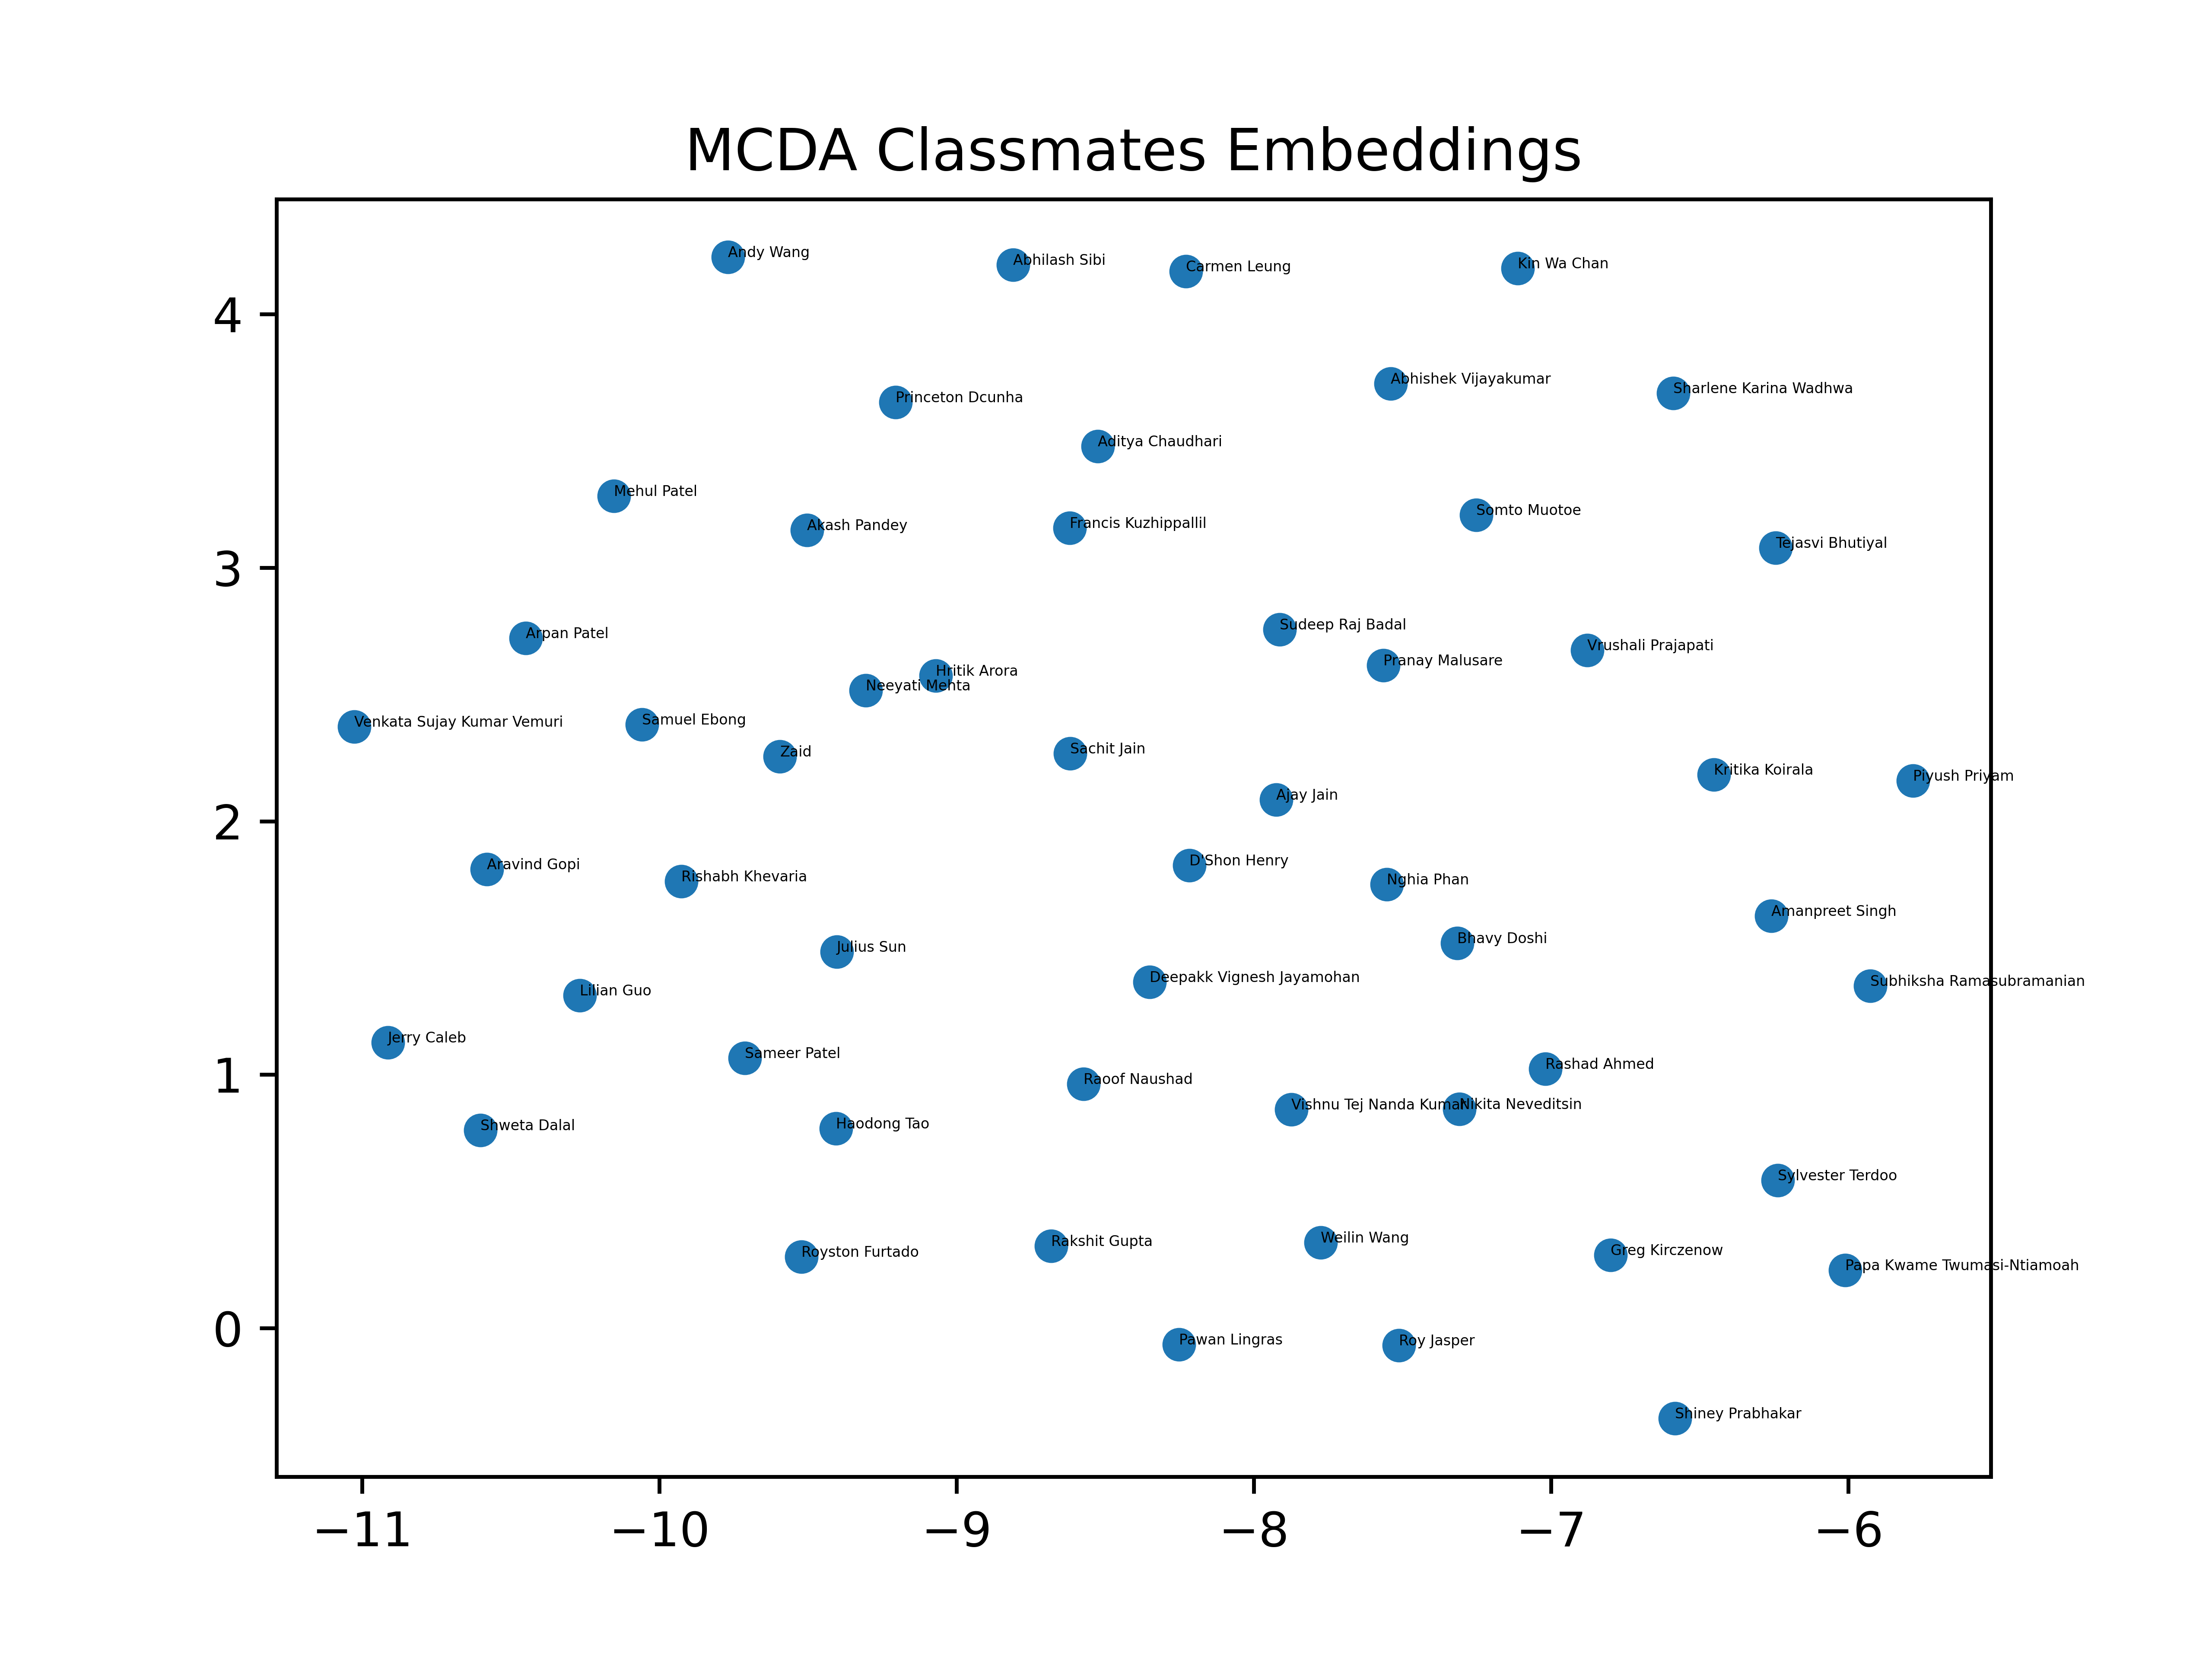 MCDA Classmates Embeddings
Andy Wang
Abhilash Sibi
Carmen Leung
Kin Wa Chan
4
Abhishek Vijayakumar
Sharlene Karina Wadhwa
Princeton Dcunha
Aditya Chaudhari
Mehul Patel
Somto Muotoe
Akash Pandey
Francis Kuzhippallil
Tejasvi Bhutiyal
3
Sudeep Raj Badal
Arpan Patel
Vrushali Prajapati
Pranay Malusare
Hritik Arora
Neeyati Mehta
Samuel Ebong
Venkata Sujay Kumar Vemuri
Sachit Jain
Zaid
Kritika Koirala
Piyush Priyam
Ajay Jain
2
D'Shon Henry
Aravind Gopi
Rishabh Khevaria
Nghia Phan
Amanpreet Singh
Bhavy Doshi
Julius Sun
Deepakk Vignesh Jayamohan
Subhiksha Ramasubramanian
Lilian Guo
Jerry Caleb
Sameer Patel
Rashad Ahmed
1
Raoof Naushad
Vishnu Tej Nanda Kumar
Nikita Neveditsin
Haodong Tao
Shweta Dalal
Sylvester Terdoo
Weilin Wang
Rakshit Gupta
Greg Kirczenow
Royston Furtado
Papa Kwame Twumasi-Ntiamoah
0
Pawan Lingras
Roy Jasper
Shiney Prabhakar
−11 −10 −9 −8 −7 −6